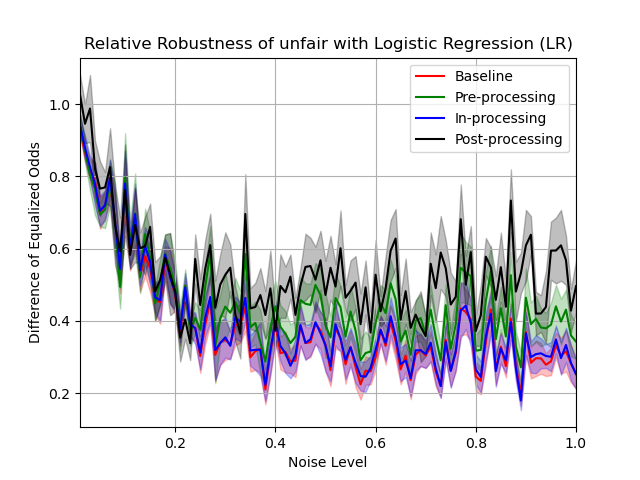 Relative Robustness of unfair with Logistic Regression (LR)
Difference of Equalized Odds
1.0
0.8
0.6
0.4
0.2
Baseline
Pre-processing
In-processing
Post-processing
0.2 0.4 0.6 0.8 1.0
Noise Level